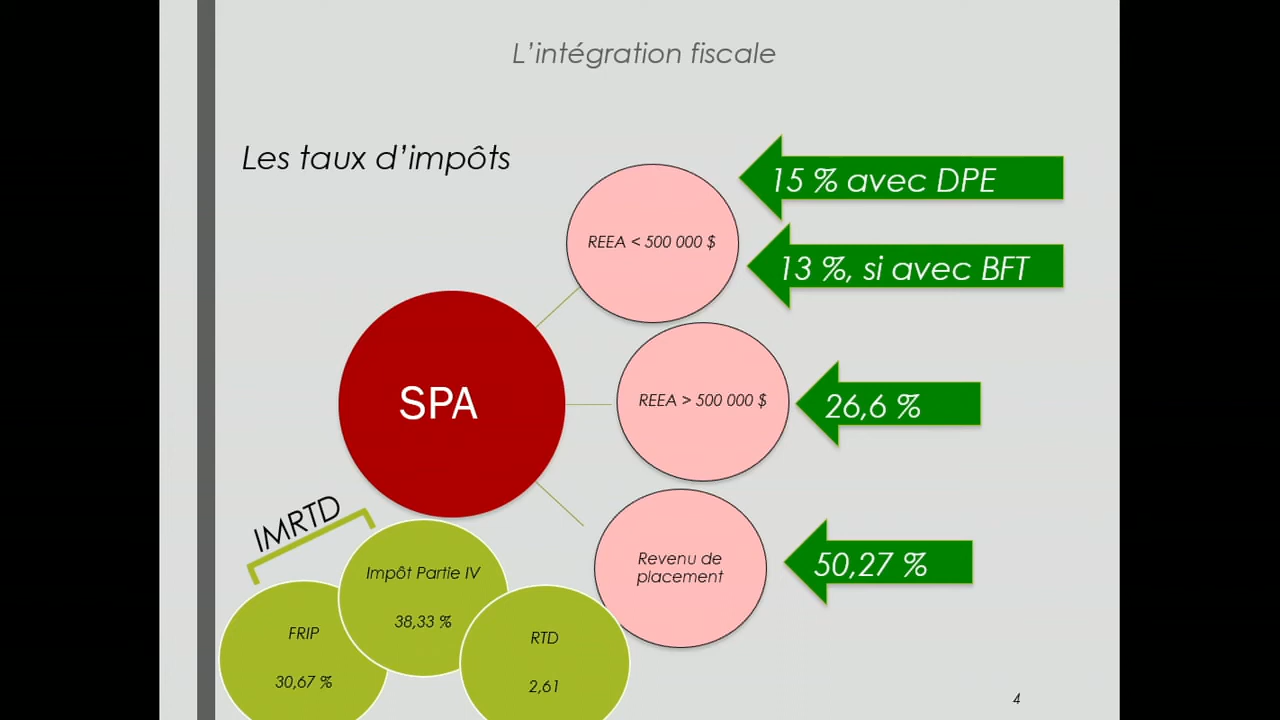 L'intégration fiscale
Les taux d'impôts
15 % avec DPE
REEA < 500 000 $
13 %, si avec BFT
SPA
REEA > 500 000 $
26,6 %
IMRTD
Revenu de
placement
50,27 %
Impôt Partie IV
38,33 %
FRIP
30,67 %
RTD
2,61
4